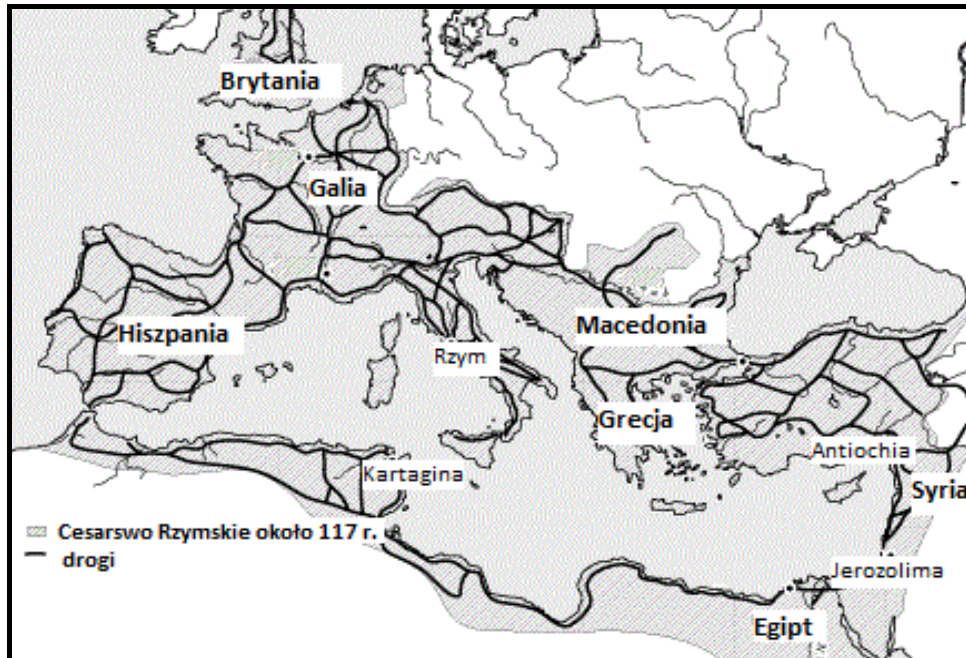 Brytania
Galia
Hiszpania
Macedonia
Rzym
Grecja
Antiochia
Kartagina
Syria
Cesarswo Rzymskie około 117 r.
drogi
Jerozolima
Egipt